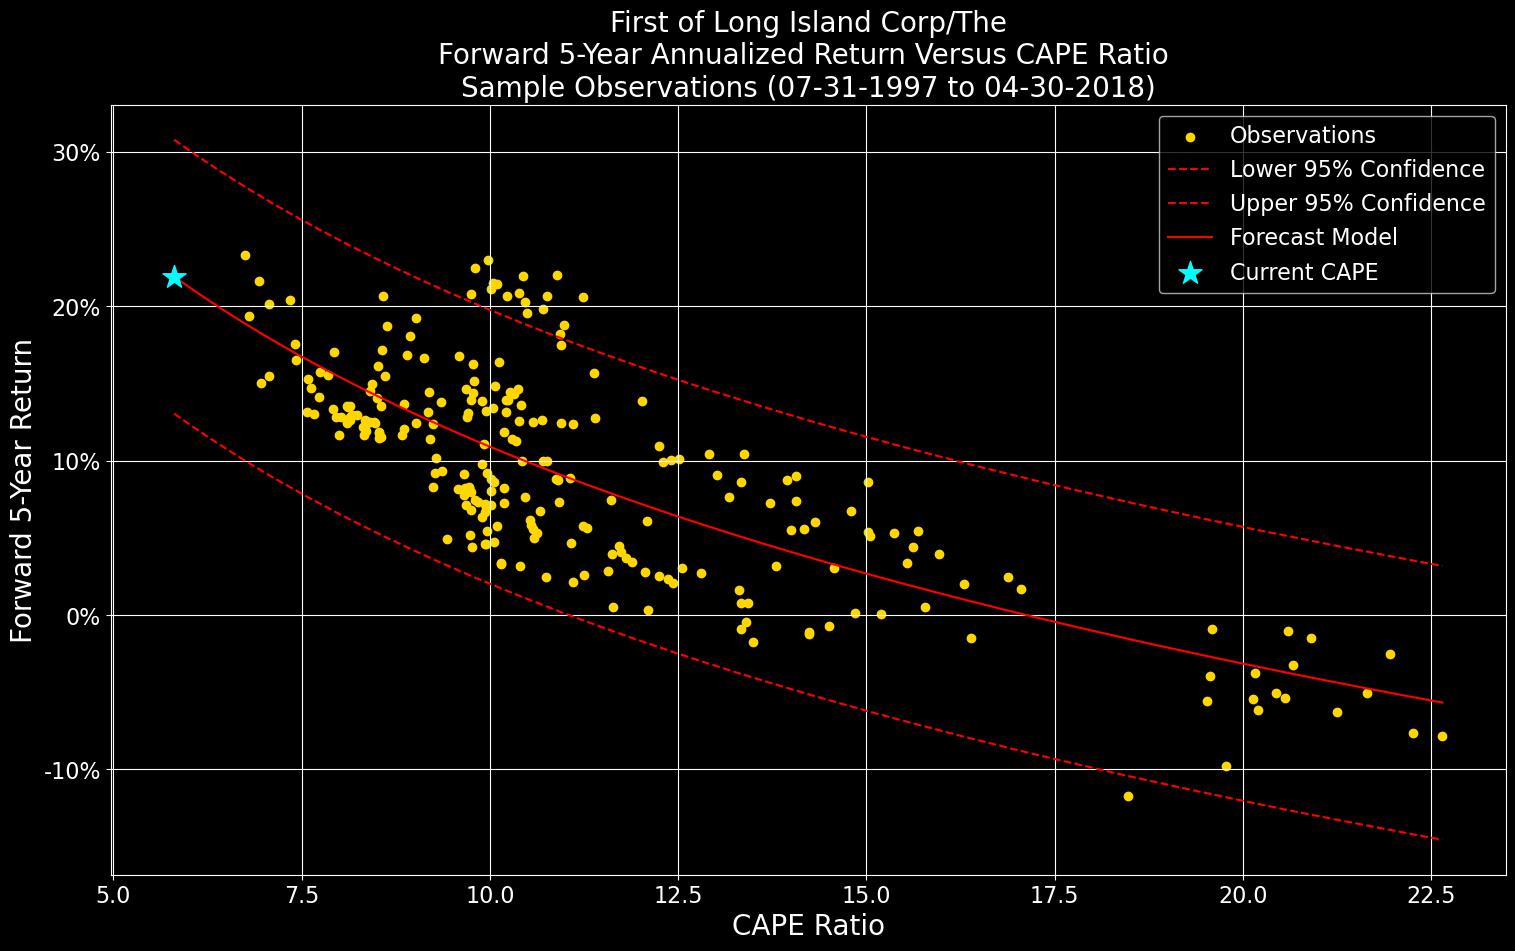 First of Long Island Corp/The
Forward 5-Year Annualized Return Versus CAPE Ratio
Sample Observations (07-31-1997 to 04-30-2018)
Observations
Lower 95% Confidence
Upper 95% Confidence
Forecast Model
Current CAPE
Forward 5-Year Return
30%
20%
10%
0%
-10%
5.0 7.5 10.0 12.5 15.0 17.5 20.0 22.5
CAPE Ratio